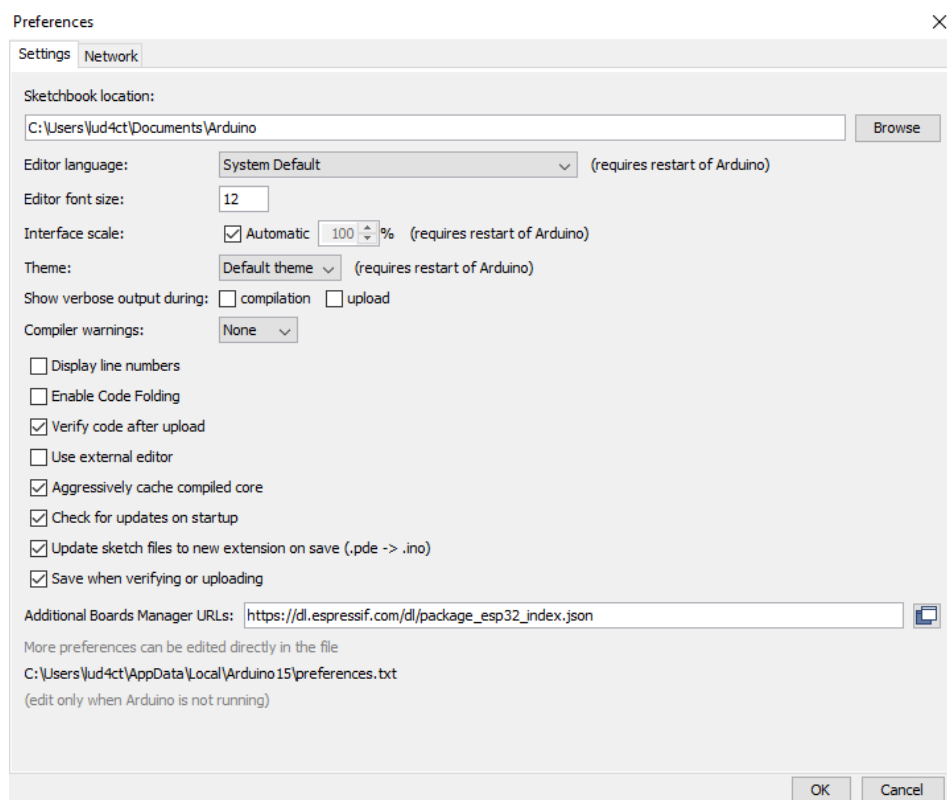 Preferences
Settings Network
Sketchbook location:
C:\Users\lud4ct\Documents\Arduino Browse
Editor language: System Default (requires restart of Arduino)
Editor font size: 12
Interface scale: Automatic 100 % (requires restart of Arduino)
Theme: Default theme (requires restart of Arduino)
Show verbose output during: compilation upload
Compiler warnings: None
Display line numbers
Enable Code Folding
Verify code after upload
Use external editor
Aggressively cache compiled core
Check for updates on startup
Update sketch files to new extension on save (.pde -> .ino)
Save when verifying or uploading
Additional Boards Manager URLs: https://dl.espressif.com/dl/package_esp32_index.json
More preferences can be edited directly in the file
C:\Users\lud4ct\AppData\Local\Arduino15\preferences.txt
(edit only when Arduino is not running)
OK Cancel